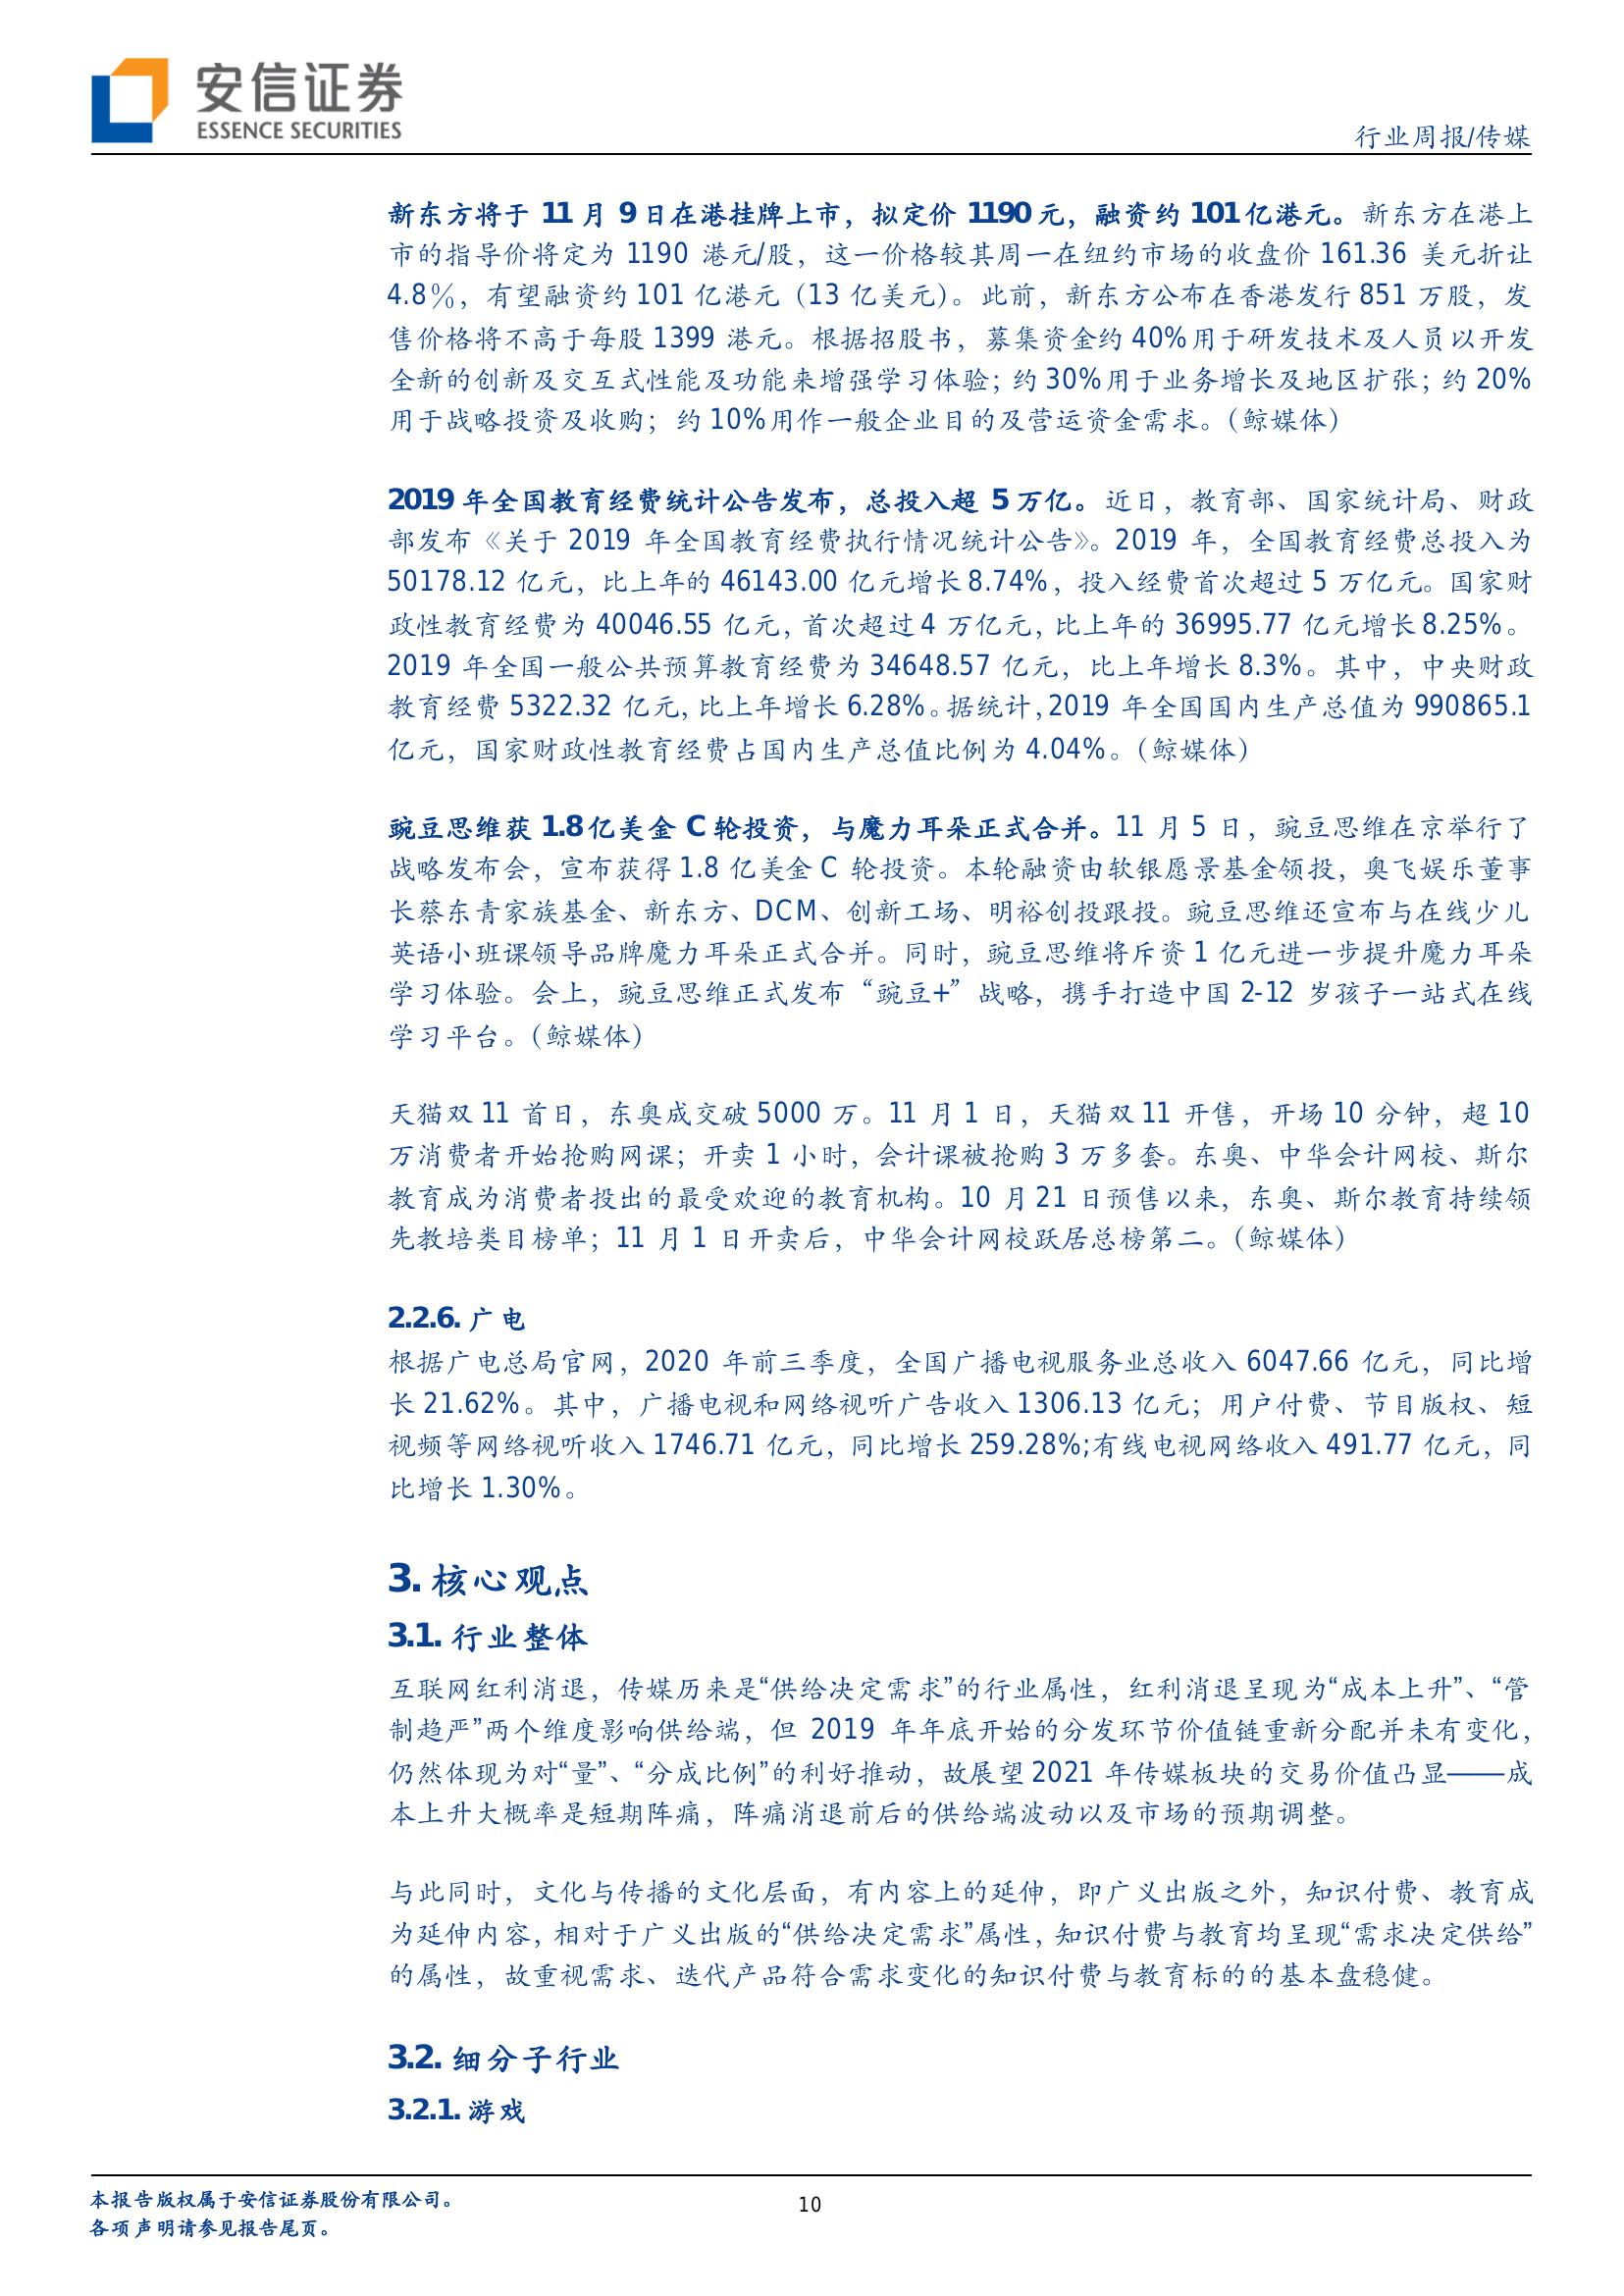 安信证券
ESSENCE SECURITIES
行业周报/传媒
新东方将于 11 月 9 日在港挂牌上市，拟定价 1190 元，融资约 101 亿港元。新东方在港上
市的指导价将定为 1190 港元/股，这一价格较其周一在纽约市场的收盘价 161.36 美元折让
4.8%，有望融资约 101 亿港元（13 亿美元）。此前，新东方公布在香港发行 851 万股，发
售价格将不高于每股 1399 港元。根据招股书，募集资金约 40%用于研发技术及人员以开发
全新的创新及交互式性能及功能来增强学习体验；约 30%用于业务增长及地区扩张；约 20%
用于战略投资及收购；约 10%用作一般企业目的及营运资金需求。（鲸媒体）
2019 年全国教育经费统计公告发布，总投入超 5 万亿。近日，教育部、国家统计局、财政
部发布《关于 2019 年全国教育经费执行情况统计公告》。2019 年，全国教育经费总投入为
50178.12 亿元，比上年的 46143.00 亿元增长 8.74%，投入经费首次超过 5 万亿元。国家财
政性教育经费为 40046.55 亿元，首次超过 4 万亿元，比上年的 36995.77 亿元增长 8.25%。
2019 年全国一般公共预算教育经费为 34648.57 亿元，比上年增长 8.3%。其中，中央财政
教育经费 5322.32 亿元，比上年增长 6.28%。据统计，2019 年全国国内生产总值为 990865.1
亿元，国家财政性教育经费占国内生产总值比例为 4.04%。（鲸媒体）
豌豆思维获 1.8 亿美金 C 轮投资，与魔力耳朵正式合并。11 月 5 日，豌豆思维在京举行了
战略发布会，宣布获得 1.8 亿美金 C 轮投资。本轮融资由软银愿景基金领投，奥飞娱乐董事
长蔡东青家族基金、新东方、DCM、创新工场、明裕创投跟投。豌豆思维还宣布与在线少儿
英语小班课领导品牌魔力耳朵正式合并。同时，豌豆思维将斥资 1 亿元进一步提升魔力耳朵
学习体验。会上，豌豆思维正式发布“豌豆+”战略，携手打造中国 2-12 岁孩子一站式在线
学习平台。（鲸媒体）
天猫双 11 首日，东奥成交破 5000 万。11 月 1 日，天猫双 11 开售，开场 10 分钟，超 10
万消费者开始抢购网课；开卖 1 小时，会计课被抢购 3 万多套。东奥、中华会计网校、斯尔
教育成为消费者投出的最受欢迎的教育机构。10 月 21 日预售以来，东奥、斯尔教育持续领
先教培类目榜单；11 月 1 日开卖后，中华会计网校跃居总榜第二。（鲸媒体）
2.2.6. 广电
根据广电总局官网，2020 年前三季度，全国广播电视服务业总收入 6047.66 亿元，同比增
长 21.62%。其中，广播电视和网络视听广告收入 1306.13 亿元；用户付费、节目版权、短
视频等网络视听收入 1746.71 亿元，同比增长 259.28%;有线电视网络收入 491.77 亿元，同
比增长 1.30%。
3. 核心观点
3.1. 行业整体
互联网红利消退，传媒历来是“供给决定需求”的行业属性，红利消退呈现为“成本上升”、“管
制趋严”两个维度影响供给端，但 2019 年年底开始的分发环节价值链重新分配并未有变化，
仍然体现为对“量”、“分成比例”的利好推动，故展望 2021 年传媒板块的交易价值凸显——成
本上升大概率是短期阵痛，阵痛消退前后的供给端波动以及市场的预期调整。
与此同时，文化与传播的文化层面，有内容上的延伸，即广义出版之外，知识付费、教育成
为延伸内容，相对于广义出版的“供给决定需求”属性，知识付费与教育均呈现“需求决定供给”
的属性，故重视需求、迭代产品符合需求变化的知识付费与教育标的的基本盘稳健。
3.2. 细分子行业
3.2.1. 游戏
本报告版权属于安信证券股份有限公司。
10
各项声明请参见报告尾页。